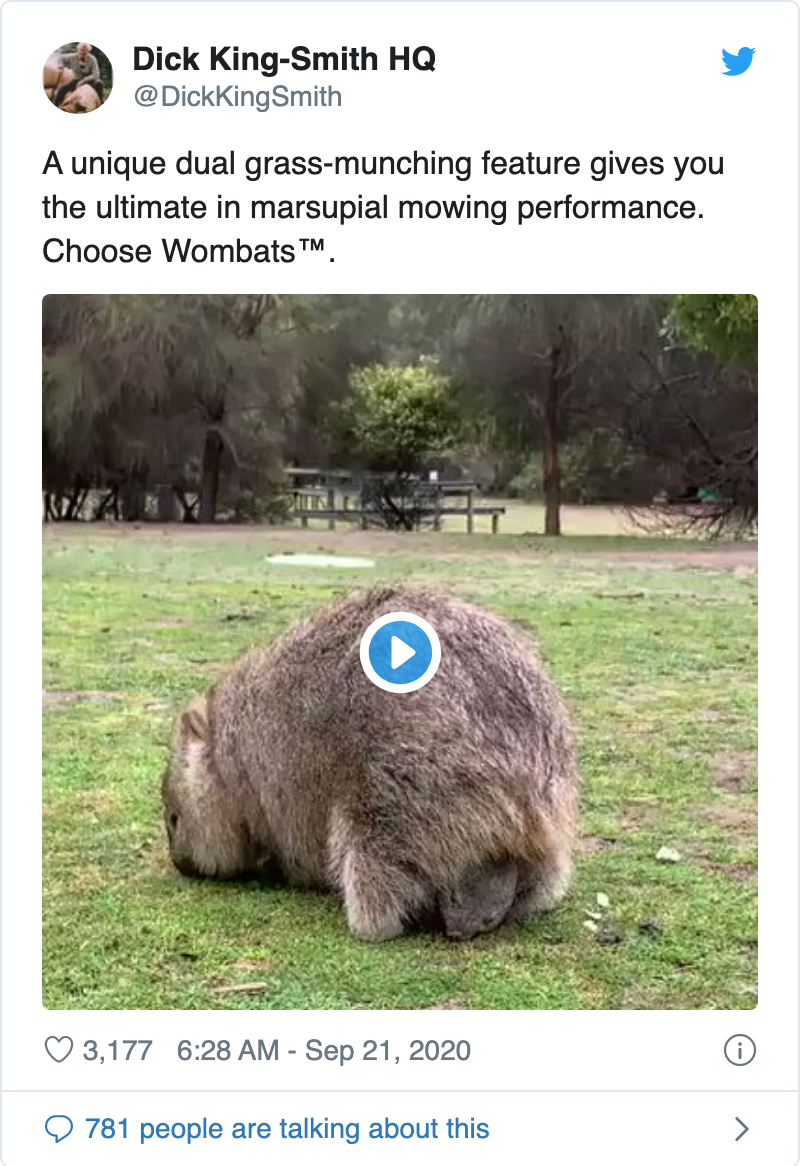 Dick King-Smith HQ
@DickKingSmith
A unique dual grass-munching feature gives you
the ultimate in marsupial mowing performance.
Choose Wombats™.
3,177 6:28 AM - Sep 21, 2020
781 people are talking about this